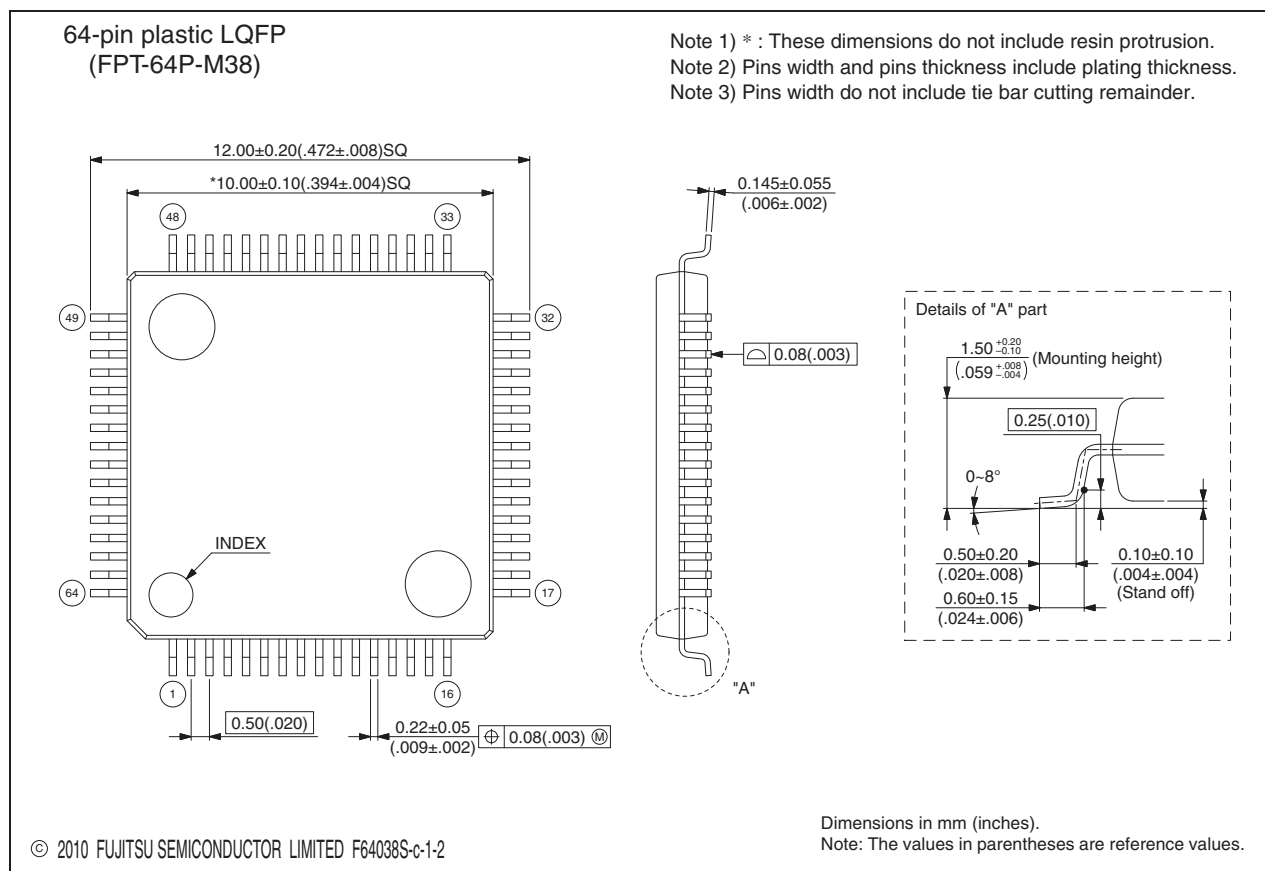 64-pin plastic LQFP
(FPT-64P-M38)
Note 1) * : These dimensions do not include resin protrusion.
Note 2) Pins width and pins thickness include plating thickness.
Note 3) Pins width do not include tie bar cutting remainder.
12.00±0.20(.472±.008)SQ
*10.00±0.10(.394±.004)SQ
48
33
49
32
INDEX
64
17
1
16
0.50(.020)
0.22±0.05
(.009±.002)
⌖ 0.08(.003) Ⓜ
0.145±0.055
(.006±.002)
⌓ 0.08(.003)
"A"
Details of "A" part
1.50 +0.20 –0.10 (Mounting height)
(.059 +.008 –.004)
0.25(.010)
0~8°
0.50±0.20
(.020±.008)
0.60±0.15
(.024±.006)
0.10±0.10
(.004±.004)
(Stand off)
© 2010 FUJITSU SEMICONDUCTOR LIMITED F64038S-c-1-2
Dimensions in mm (inches).
Note: The values in parentheses are reference values.